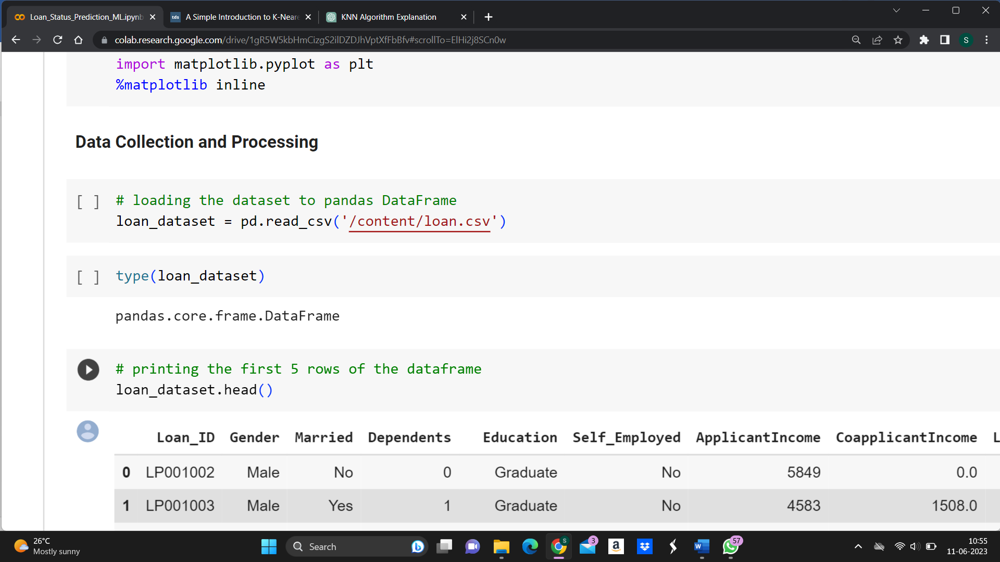 Loan_Status_Prediction_ML.ipynb
tds A Simple Introduction to K-Neare
KNN Algorithm Explanation
colab.research.google.com/drive/1gR5W5kbHmCizgS2ilDZDJhVptXfFbBfv#scrollTo=ElHi2j8SCn0w
S
import matplotlib.pyplot as plt
%matplotlib inline
Data Collection and Processing
[ ] # loading the dataset to pandas DataFrame
loan_dataset = pd.read_csv('/content/loan.csv')
[ ] type(loan_dataset)
pandas.core.frame.DataFrame
# printing the first 5 rows of the dataframe
loan_dataset.head()
Loan_ID Gender Married Dependents Education Self_Employed ApplicantIncome CoapplicantIncome L
0 LP001002 Male No 0 Graduate No 5849 0.0
1 LP001003 Male Yes 1 Graduate No 4583 1508.0
26°C
Mostly sunny
Search
S
3
a
W
57
10:55
11-06-2023